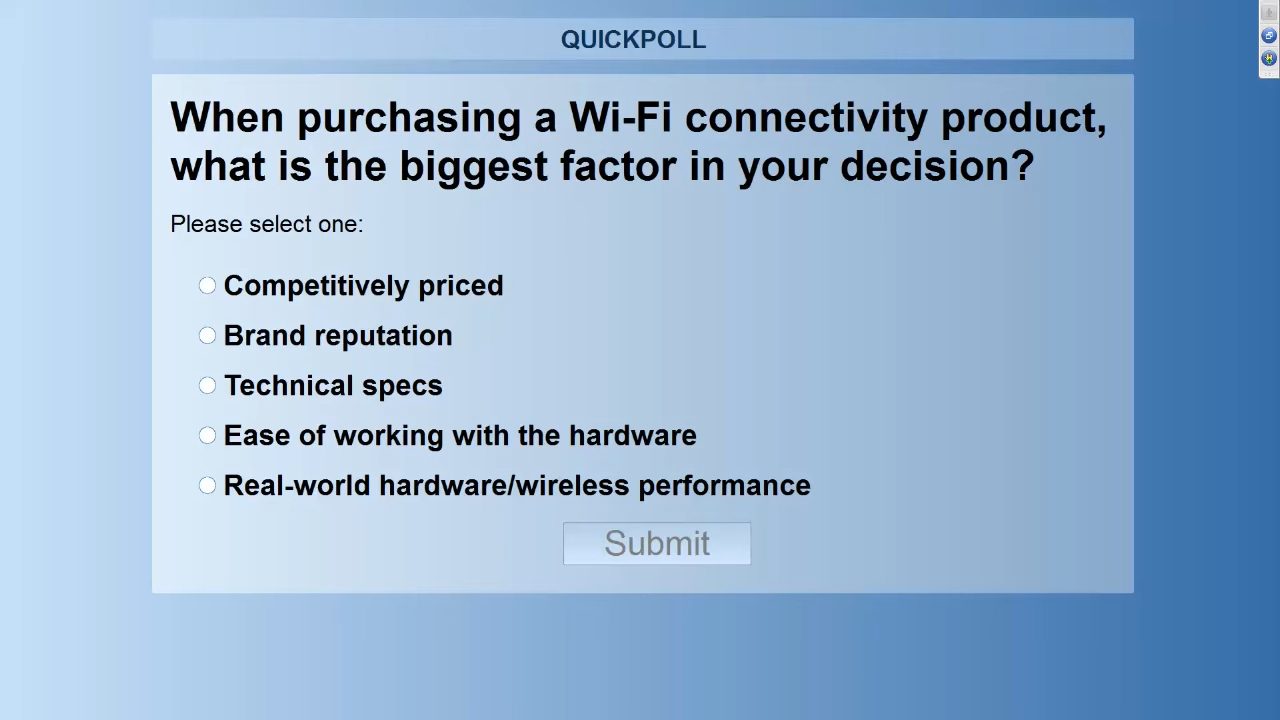 QUICKPOLL
When purchasing a Wi-Fi connectivity product,
what is the biggest factor in your decision?
Please select one:
Competitively priced
Brand reputation
Technical specs
Ease of working with the hardware
Real-world hardware/wireless performance
Submit